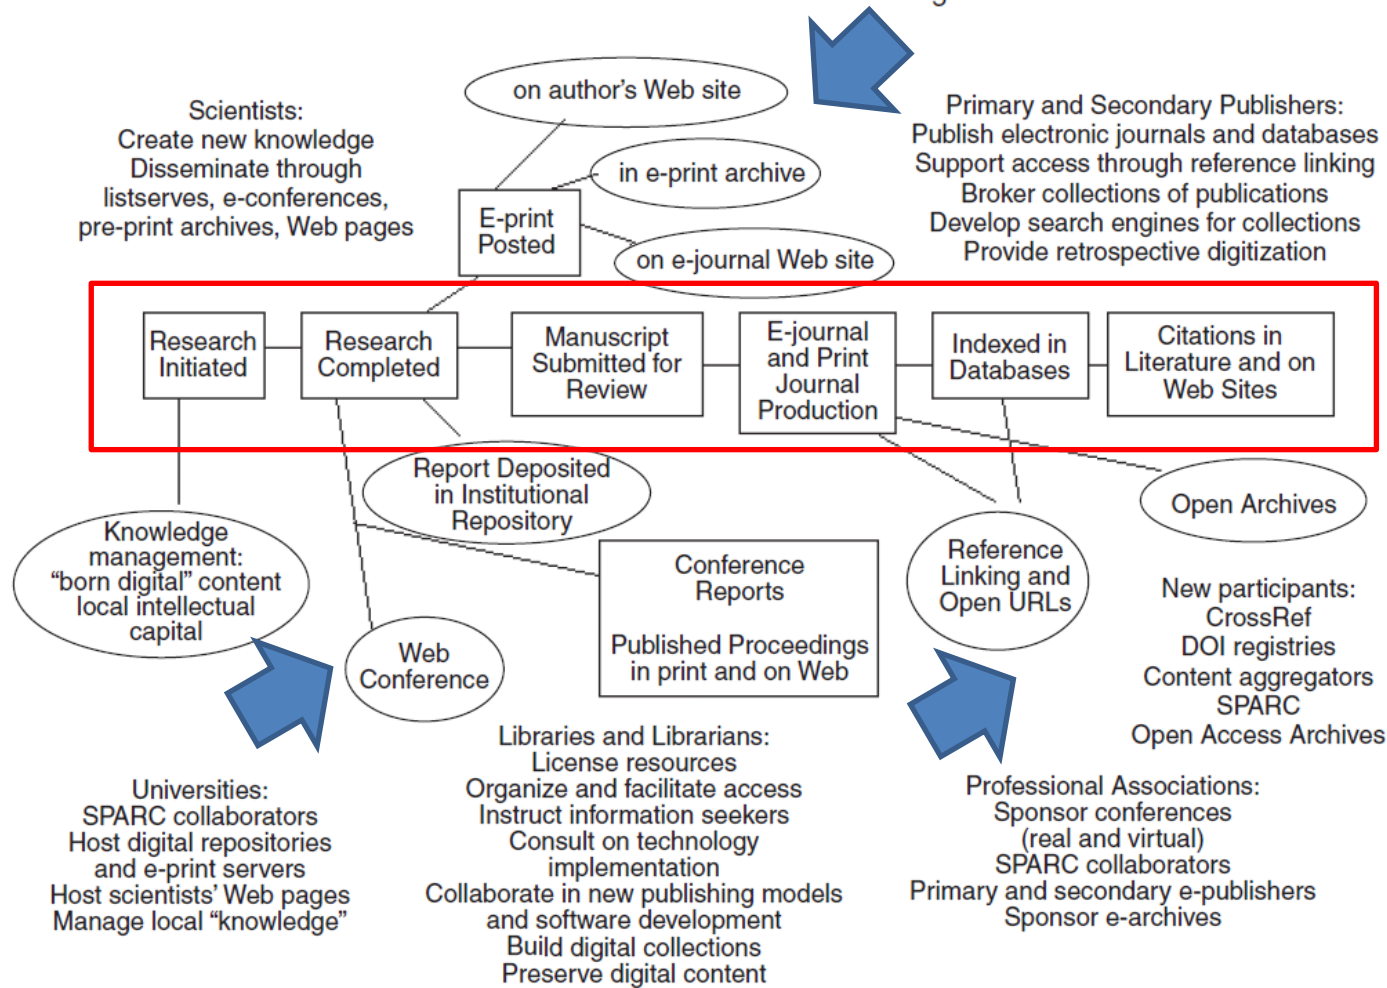 on author's Web site
Scientists:
Create new knowledge
Disseminate through
listserves, e-conferences,
pre-print archives, Web pages
Primary and Secondary Publishers:
Publish electronic journals and databases
Support access through reference linking
Broker collections of publications
Develop search engines for collections
Provide retrospective digitization
in e-print archive
E-print
Posted
on e-journal Web site
Research
Initiated
Research
Completed
Manuscript
Submitted for
Review
E-journal
and Print
Journal
Production
Indexed in
Databases
Citations in
Literature and on
Web Sites
Report Deposited
in Institutional
Repository
Open Archives
Knowledge
management:
“born digital” content
local intellectual
capital
Conference
Reports
Published Proceedings
in print and on Web
Reference
Linking and
Open URLs
New participants:
CrossRef
DOI registries
Content aggregators
SPARC
Open Access Archives
Web
Conference
Universities:
SPARC collaborators
Host digital repositories
and e-print servers
Host scientists' Web pages
Manage local “knowledge”
Libraries and Librarians:
License resources
Organize and facilitate access
Instruct information seekers
Consult on technology
implementation
Collaborate in new publishing models
and software development
Build digital collections
Preserve digital content
Professional Associations:
Sponsor conferences
(real and virtual)
SPARC collaborators
Primary and secondary e-publishers
Sponsor e-archives